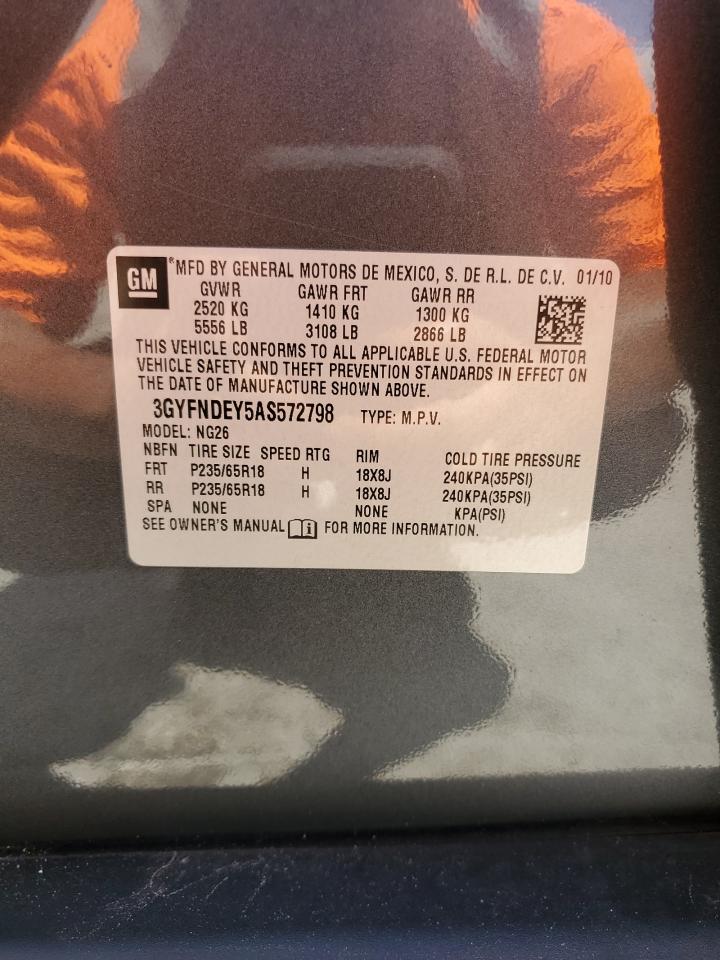 GM *MFD BY GENERAL MOTORS DE MEXICO, S. DE R.L. DE C.V. 01/10
GVWR GAWR FRT GAWR RR
2520 KG 1410 KG 1300 KG
5556 LB 3108 LB 2866 LB
THIS VEHICLE CONFORMS TO ALL APPLICABLE U.S. FEDERAL MOTOR
VEHICLE SAFETY AND THEFT PREVENTION STANDARDS IN EFFECT ON
THE DATE OF MANUFACTURE SHOWN ABOVE.
3GYFNDEY5AS572798 TYPE: M.P.V.
MODEL: NG26
NBFN TIRE SIZE SPEED RTG RIM COLD TIRE PRESSURE
FRT P235/65R18 H 18X8J 240KPA(35PSI)
RR P235/65R18 H 18X8J 240KPA(35PSI)
SPA NONE NONE KPA(PSI)
SEE OWNER'S MANUAL FOR MORE INFORMATION.